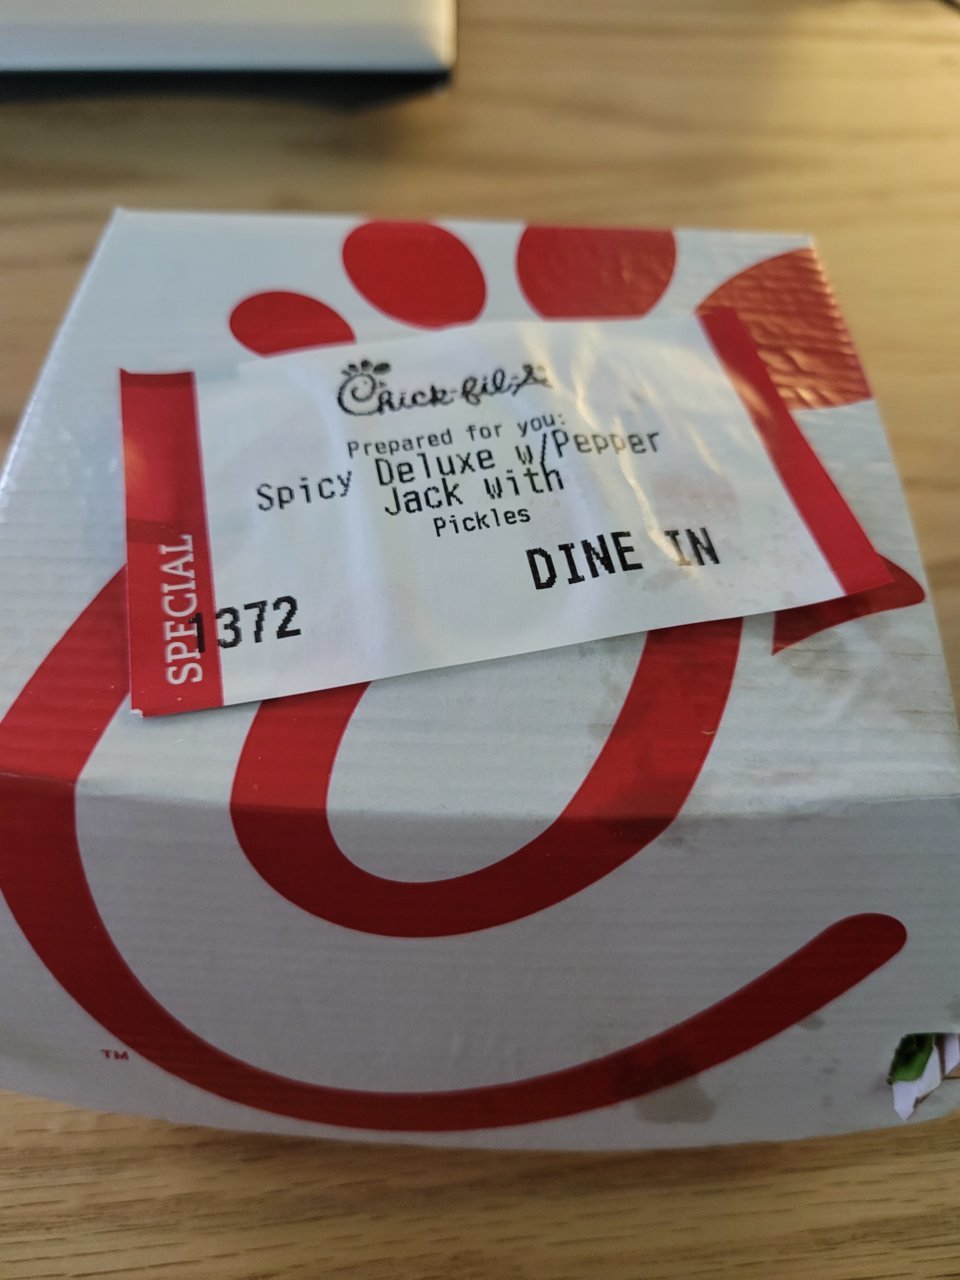 Chick-fil-A
Prepared for you:
Spicy Deluxe w/Pepper
Jack with
Pickles
DINE IN
1372
SPECIAL
TM